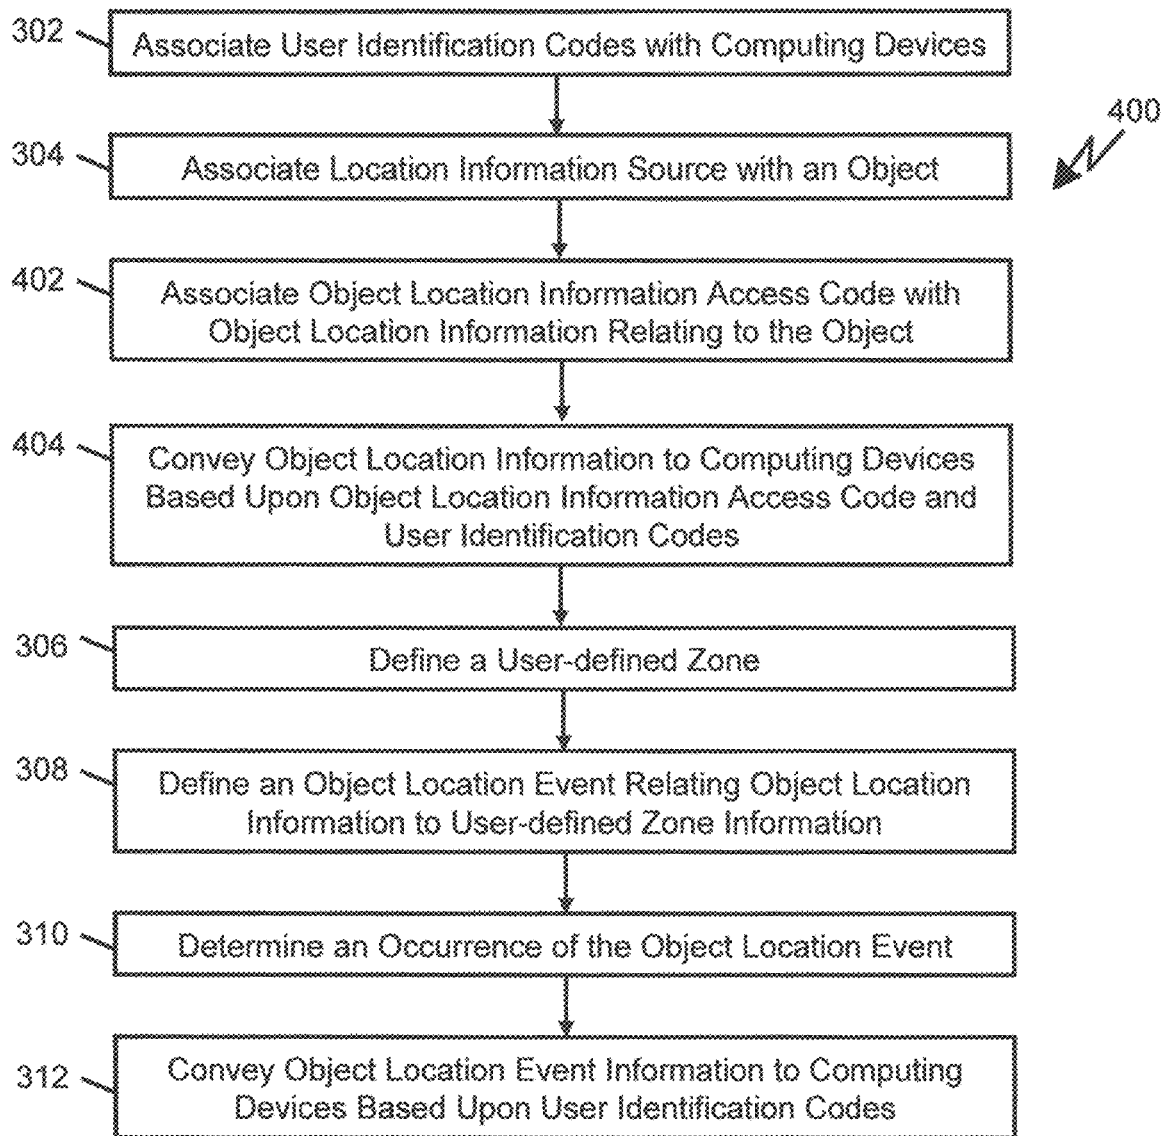 302
Associate User Identification Codes with Computing Devices
400
304
Associate Location Information Source with an Object
402
Associate Object Location Information Access Code with
Object Location Information Relating to the Object
404
Convey Object Location Information to Computing Devices
Based Upon Object Location Information Access Code and
User Identification Codes
306
Define a User-defined Zone
308
Define an Object Location Event Relating Object Location
Information to User-defined Zone Information
310
Determine an Occurrence of the Object Location Event
312
Convey Object Location Event Information to Computing
Devices Based Upon User Identification Codes